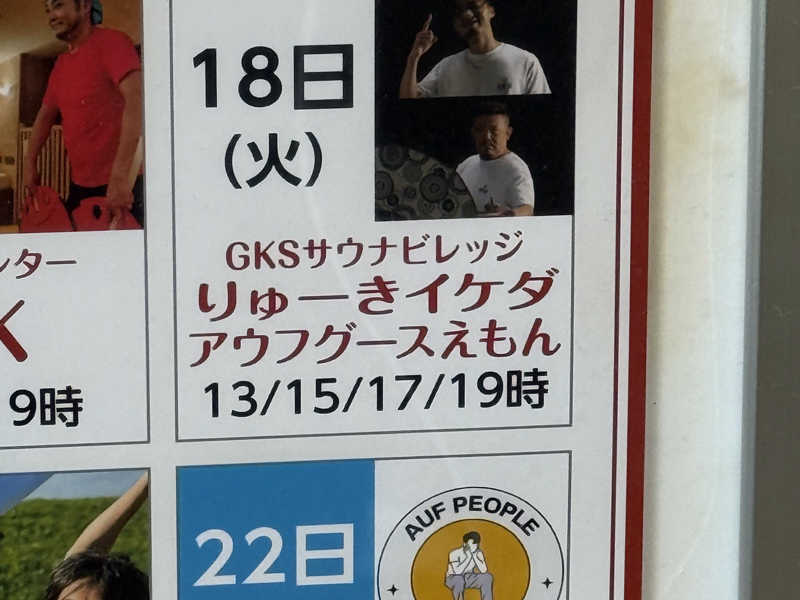 18日
(火)
GKSサウナビレッジ
りゅーきイケダ
アウフグースえもん
13/15/17/19時
ンター
く
9時
22日
AUF PEOPLE